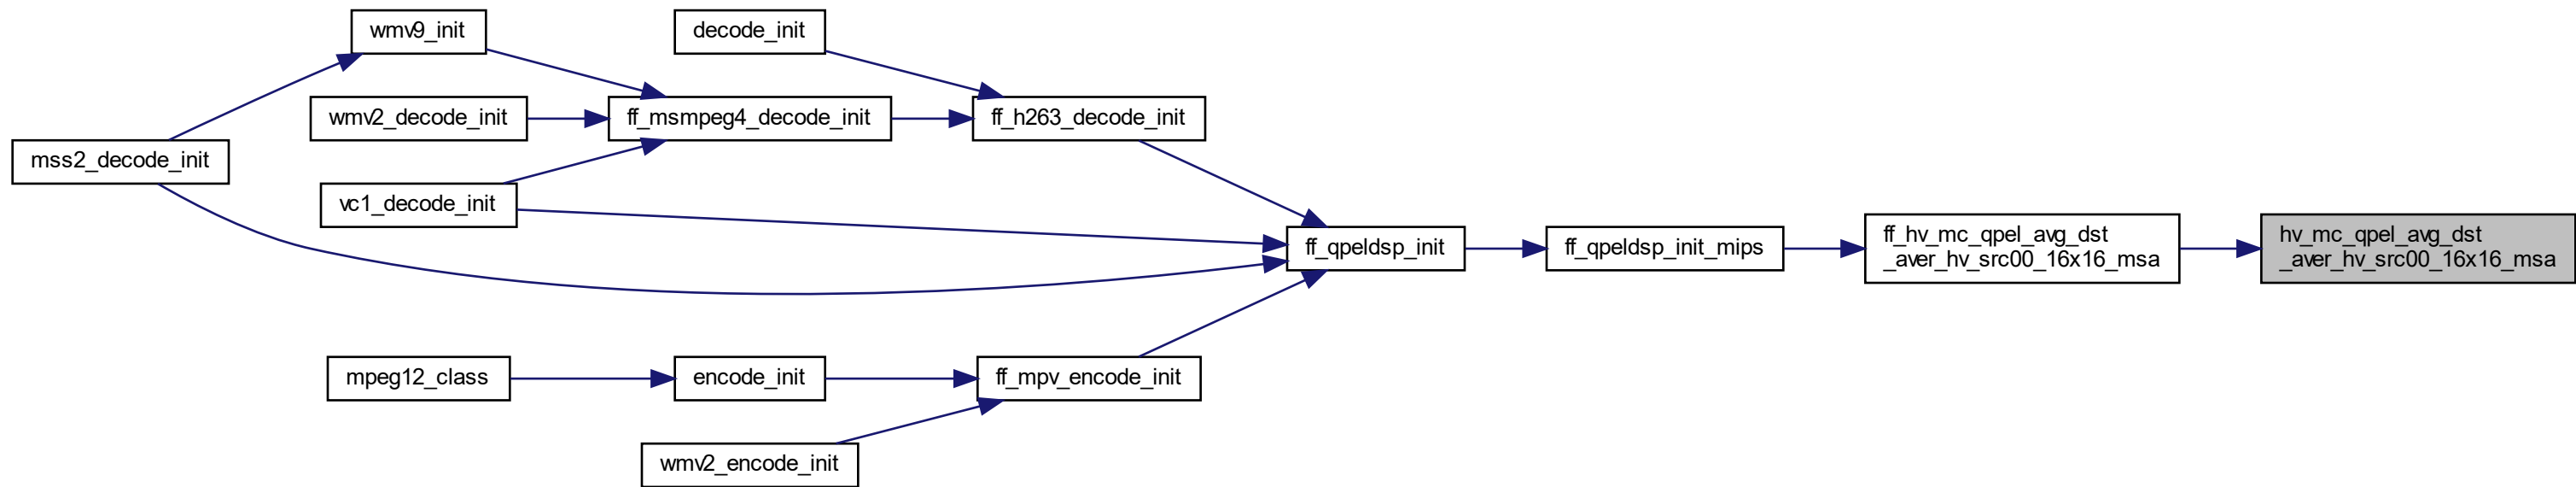 wmv9_init
decode_init
wmv2_decode_init
ff_msmpeg4_decode_init
ff_h263_decode_init
mss2_decode_init
vc1_decode_init
ff_qpeldsp_init
ff_qpeldsp_init_mips
ff_hv_mc_qpel_avg_dst
_aver_hv_src00_16x16_msa
hv_mc_qpel_avg_dst
_aver_hv_src00_16x16_msa
mpeg12_class
encode_init
ff_mpv_encode_init
wmv2_encode_init